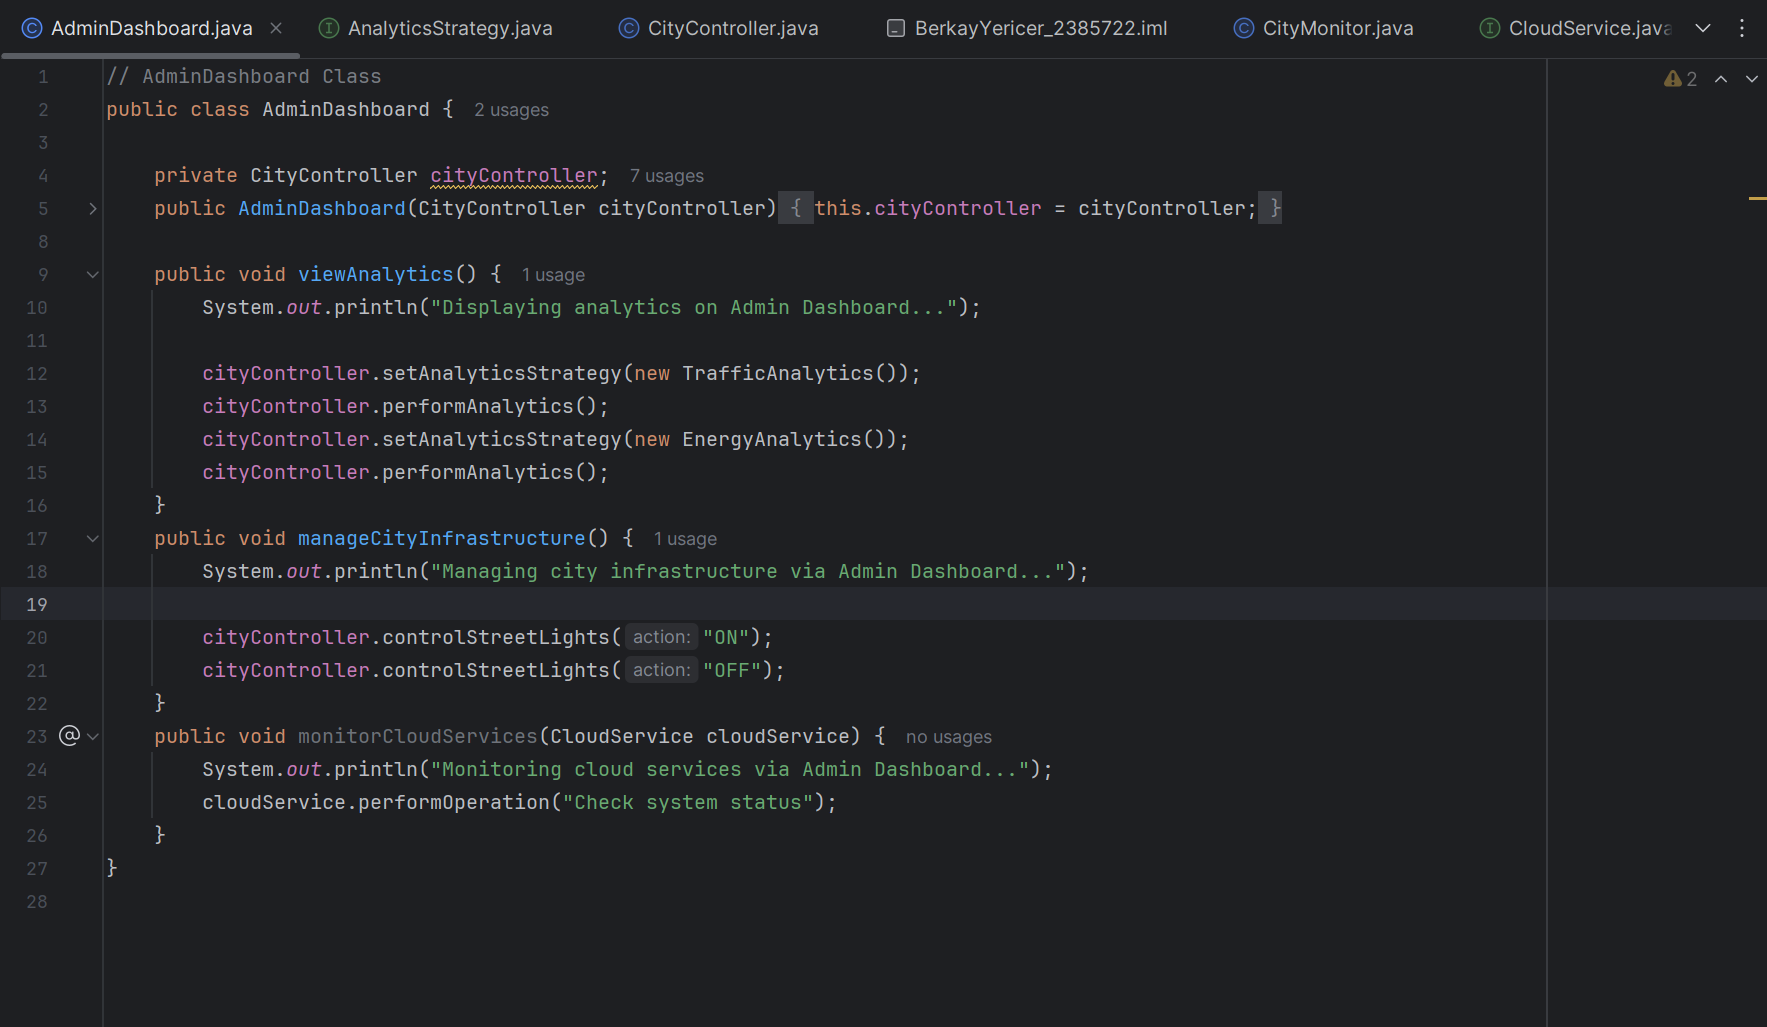 AdminDashboard.java AnalyticsStrategy.java CityController.java BerkayYericer_2385722.iml CityMonitor.java CloudService.java
2
1 // AdminDashboard Class
2 public class AdminDashboard { 2 usages
3
4     private CityController cityController; 7 usages
5     public AdminDashboard(CityController cityController) { this.cityController = cityController; }
8
9     public void viewAnalytics() { 1 usage
10         System.out.println("Displaying analytics on Admin Dashboard...");
11
12         cityController.setAnalyticsStrategy(new TrafficAnalytics());
13         cityController.performAnalytics();
14         cityController.setAnalyticsStrategy(new EnergyAnalytics());
15         cityController.performAnalytics();
16     }
17     public void manageCityInfrastructure() { 1 usage
18         System.out.println("Managing city infrastructure via Admin Dashboard...");
19
20         cityController.controlStreetLights( action: "ON");
21         cityController.controlStreetLights( action: "OFF");
22     }
23 @     public void monitorCloudServices(CloudService cloudService) { no usages
24         System.out.println("Monitoring cloud services via Admin Dashboard...");
25         cloudService.performOperation("Check system status");
26     }
27 }
28